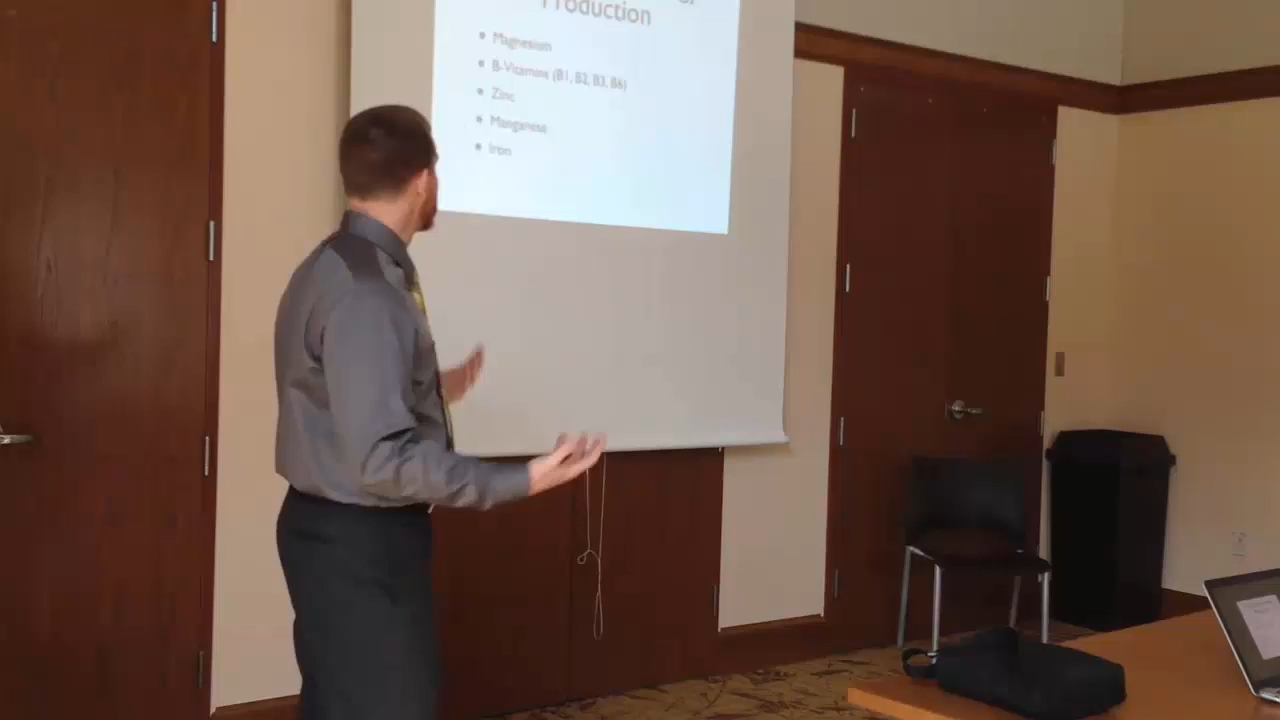 Production
• Magnesium
• B-Vitamins (B1, B2, B3, B6)
• Zinc
• Manganese
• Iron